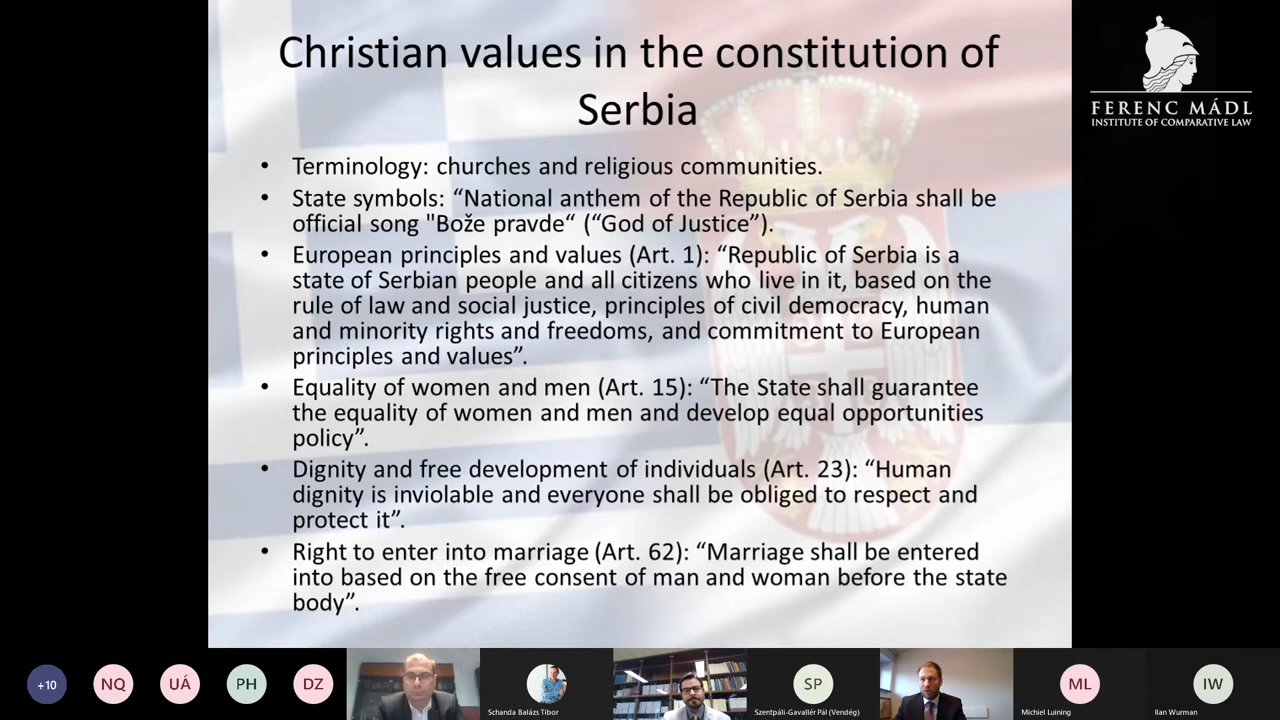 Christian values in the constitution of
Serbia
• Terminology: churches and religious communities.
• State symbols: “National anthem of the Republic of Serbia shall be
official song "Bože pravde“ (“God of Justice”).
• European principles and values (Art. 1): “Republic of Serbia is a
state of Serbian people and all citizens who live in it, based on the
rule of law and social justice, principles of civil democracy, human
and minority rights and freedoms, and commitment to European
principles and values”.
• Equality of women and men (Art. 15): “The State shall guarantee
the equality of women and men and develop equal opportunities
policy”.
• Dignity and free development of individuals (Art. 23): “Human
dignity is inviolable and everyone shall be obliged to respect and
protect it”.
• Right to enter into marriage (Art. 62): “Marriage shall be entered
into based on the free consent of man and woman before the state
body”.
FERENC MÁDL
INSTITUTE OF COMPARATIVE LAW
+10
NQ
UÁ
PH
DZ
Schanda Balázs Tibor
SP
Szentpáli-Gavallér Pál (Vendég)
ML
Michiel Luining
IW
Ilan Wurman